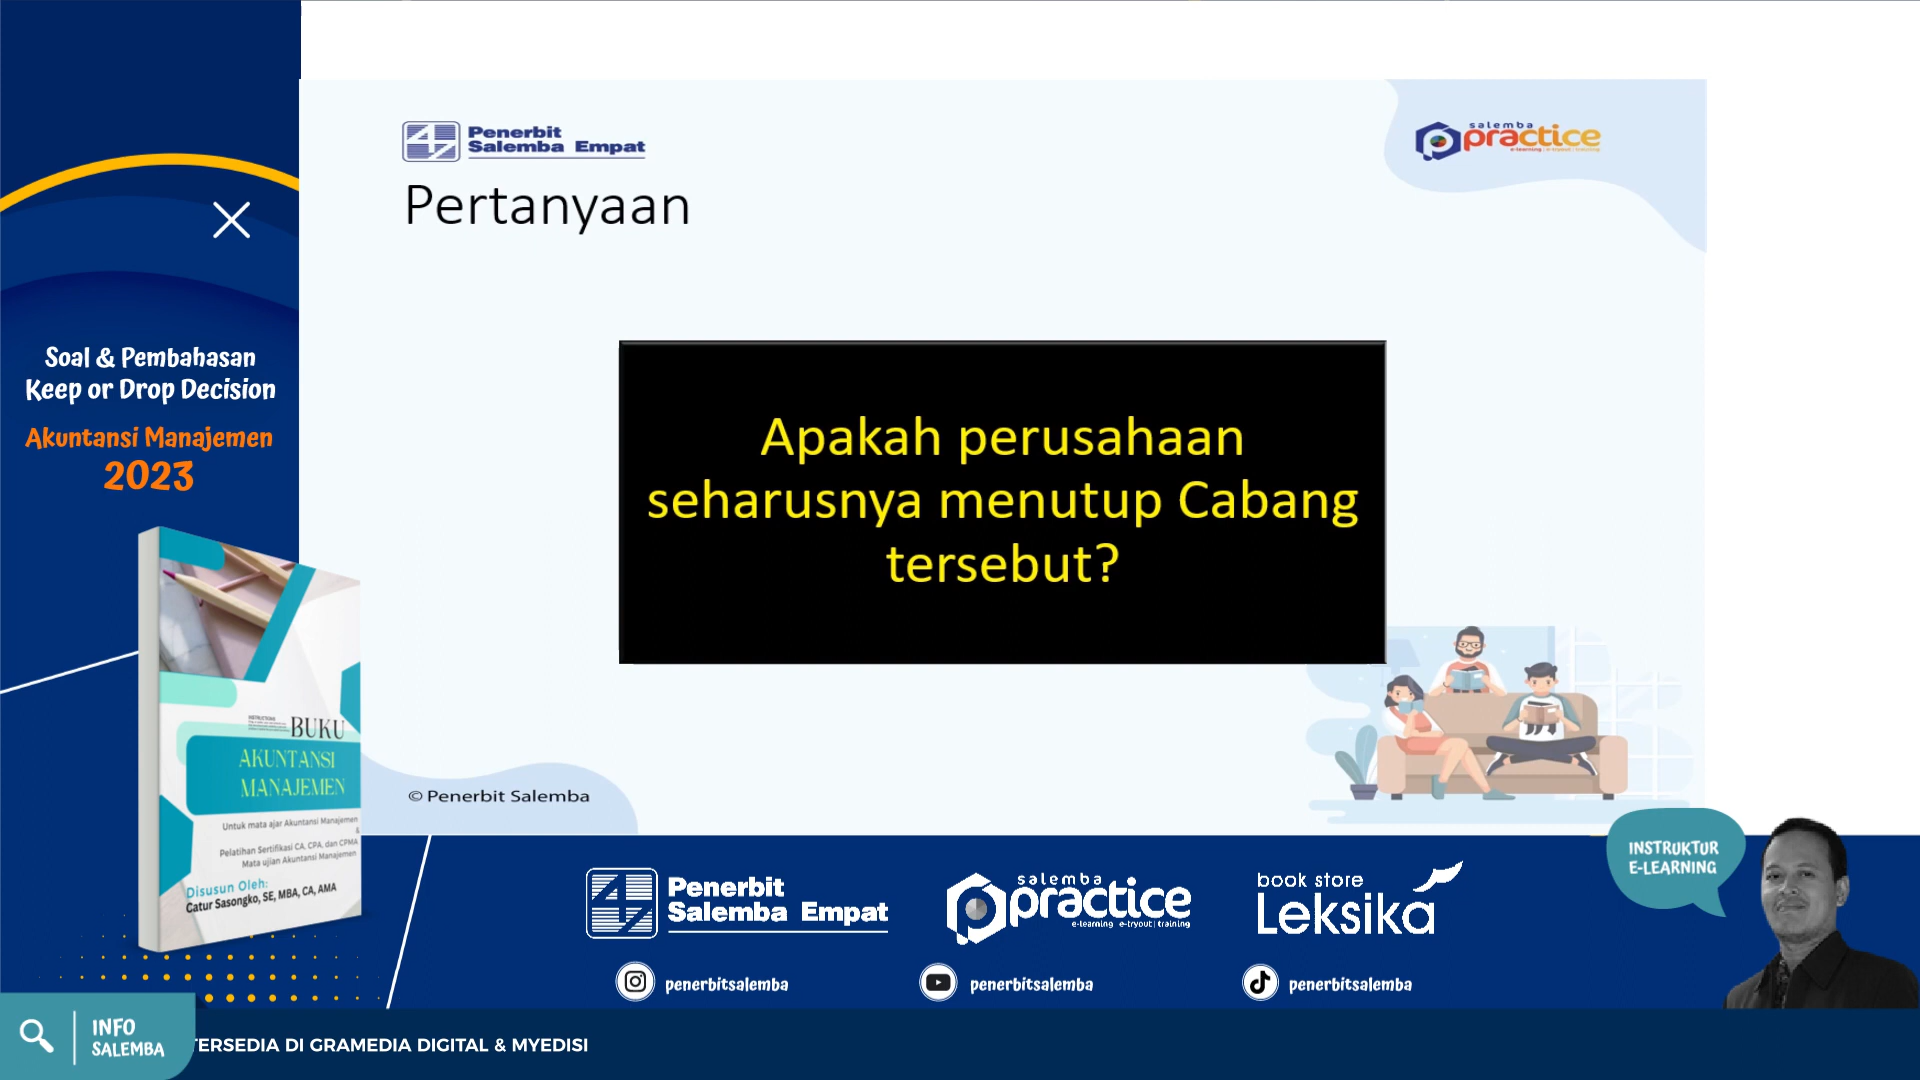 Penerbit
Salemba Empat
salemba
practice
Pertanyaan
Soal & Pembahasan
Keep or Drop Decision
Akuntansi Manajemen
2023
Apakah perusahaan
seharusnya menutup Cabang
tersebut?
BUKU
AKUNTANSI
MANAJEMEN
Untuk mata ajar Akuntansi Manajemen
&
Pelatihan Sertifikasi CA, CPA, dan CPMA
Mata ujian Akuntansi Manajemen
Disusun Oleh:
Catur Sasongko, SE, MBA, CA, AMA
© Penerbit Salemba
INSTRUKTUR
E-LEARNING
Penerbit
Salemba Empat
salemba
practice
e-learning e-tryout | training
book store
Leksika
penerbitsalemba
penerbitsalemba
penerbitsalemba
INFO
SALEMBA
TERSEDIA DI GRAMEDIA DIGITAL & MYEDISI